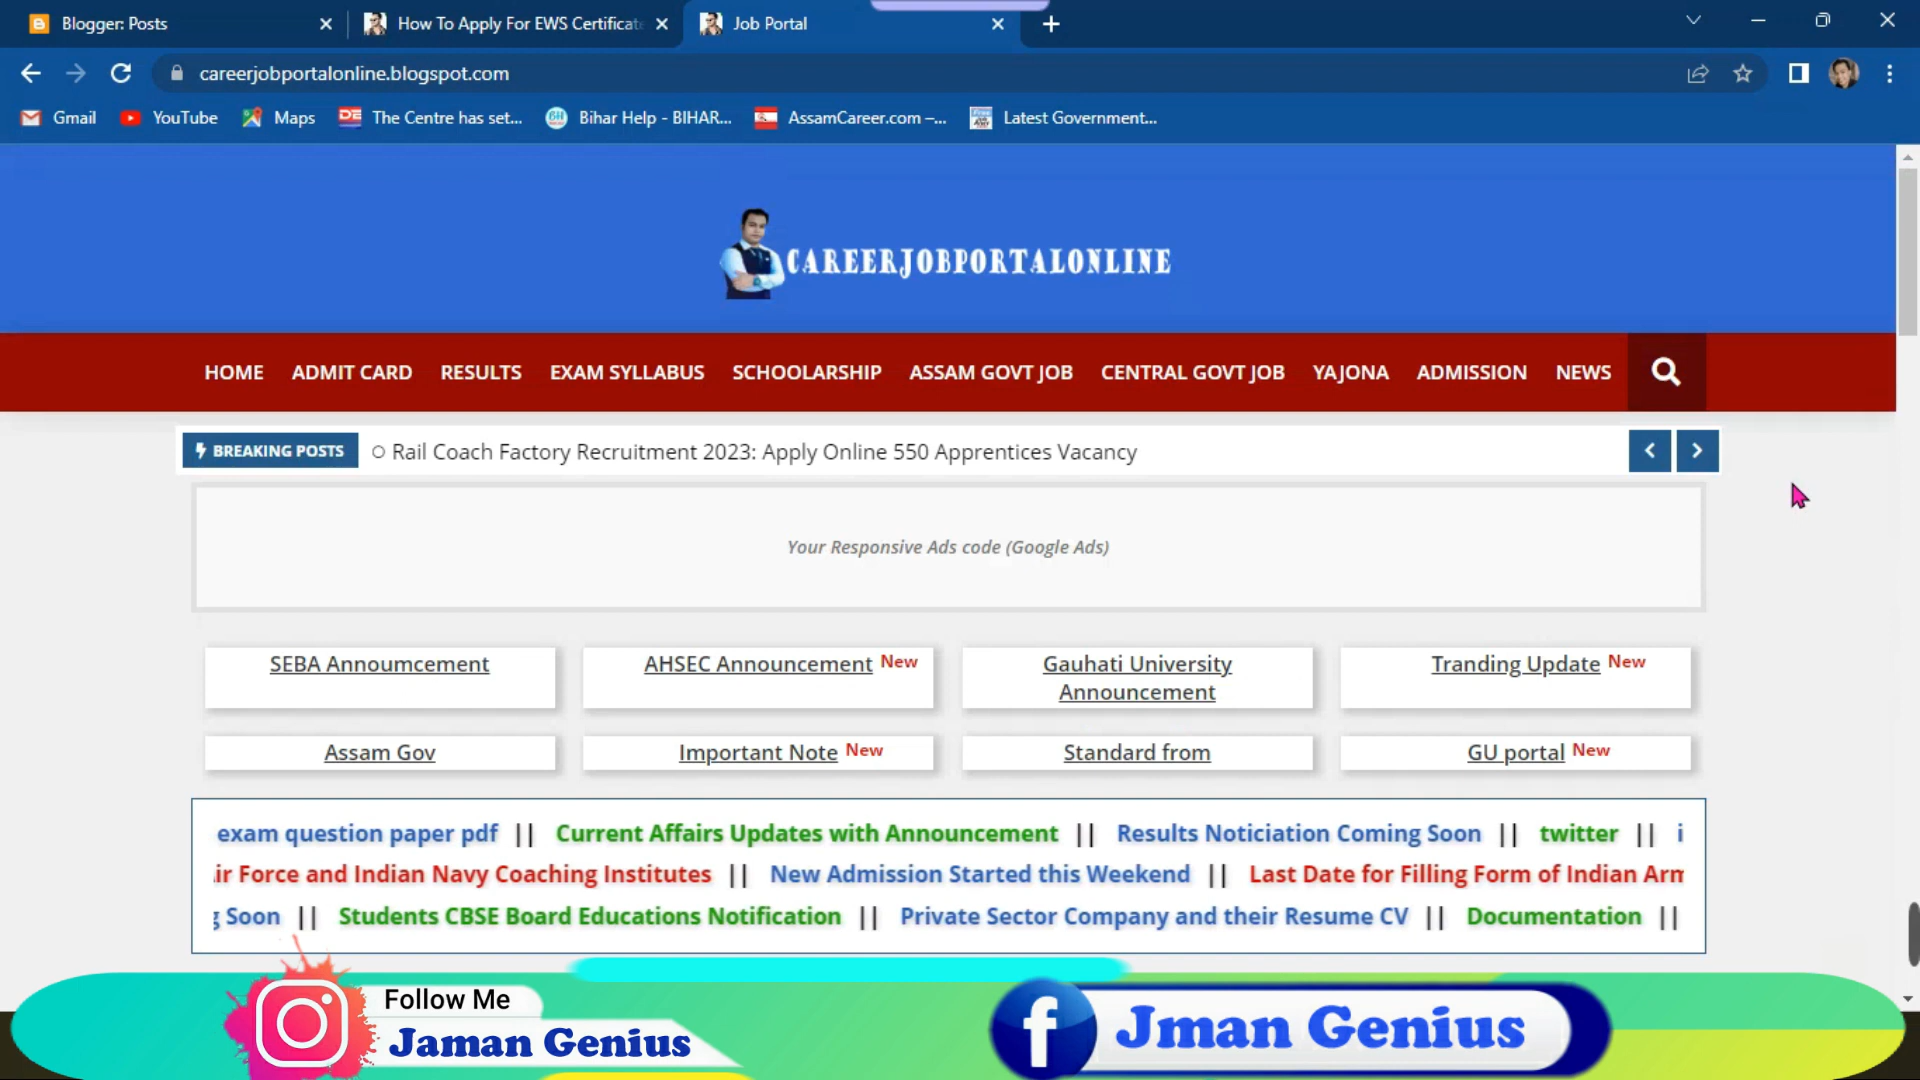 Blogger: Posts
How To Apply For EWS Certificate
Job Portal
careerjobportalonline.blogspot.com
Gmail
YouTube
Maps
The Centre has set...
Bihar Help - BIHAR...
AssamCareer.com –...
Latest Government...
CAREERJOBPORTALONLINE
HOME ADMIT CARD RESULTS EXAM SYLLABUS SCHOOLARSHIP ASSAM GOVT JOB CENTRAL GOVT JOB YAJONA ADMISSION NEWS
BREAKING POSTS
Rail Coach Factory Recruitment 2023: Apply Online 550 Apprentices Vacancy
Your Responsive Ads code (Google Ads)
SEBA Announcement
AHSEC Announcement New
Gauhati University
Announcement
Tranding Update New
Assam Gov
Important Note New
Standard from
GU portal New
exam question paper pdf || Current Affairs Updates with Announcement || Results Noticiation Coming Soon || twitter || i
ir Force and Indian Navy Coaching Institutes || New Admission Started this Weekend || Last Date for Filling Form of Indian Arm
g Soon || Students CBSE Board Educations Notification || Private Sector Company and their Resume CV || Documentation ||
Follow Me
Jaman Genius
Jman Genius